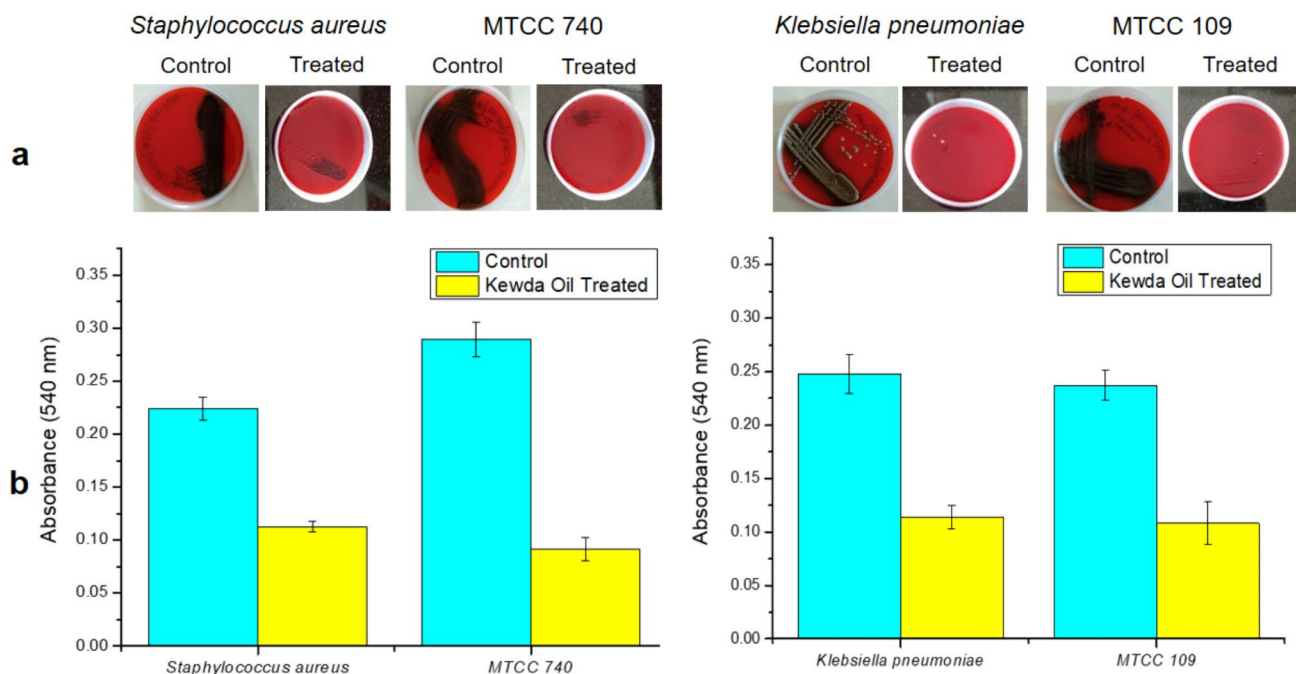 Staphylococcus aureus MTCC 740 Klebsiella pneumoniae MTCC 109
Control Treated Control Treated Control Treated Control Treated
a
b
Control
Kewda Oil Treated
Absorbance (540 nm)
0.35
0.30
0.25
0.20
0.15
0.10
0.05
0.00
Staphylococcus aureus MTCC 740
Control
Kewda Oil Treated
Absorbance (540 nm)
0.35
0.30
0.25
0.20
0.15
0.10
0.05
0.00
Klebsiella pneumoniae MTCC 109